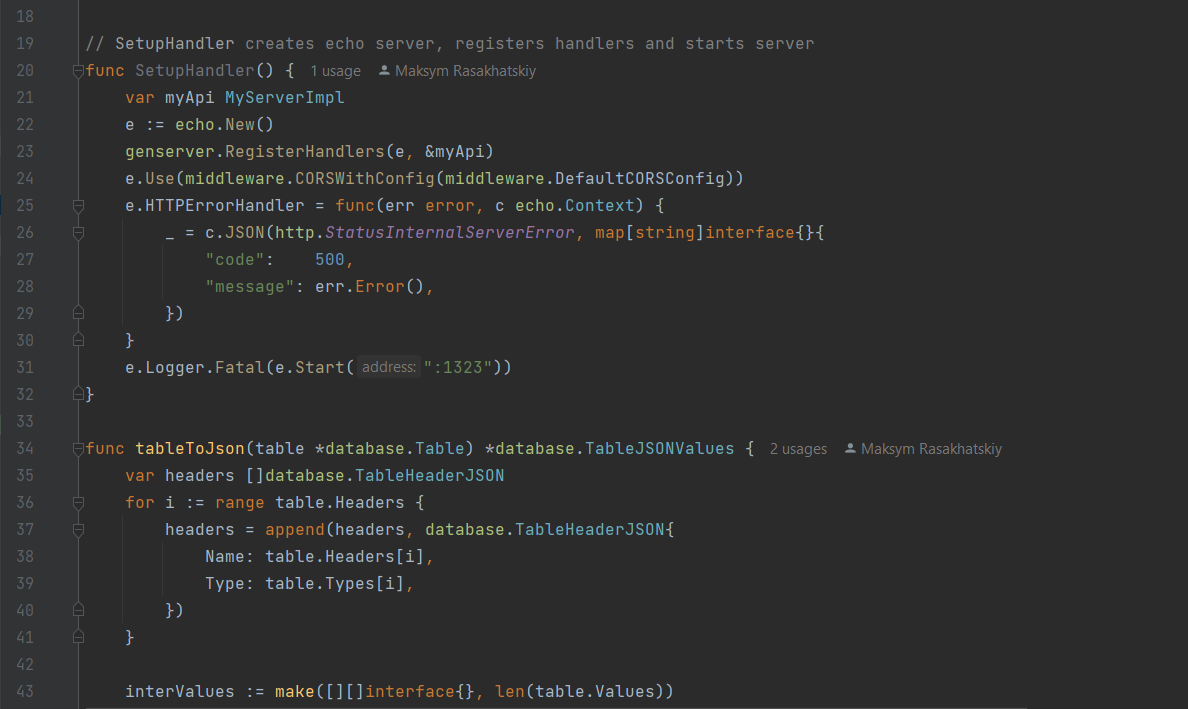 18
19 // SetupHandler creates echo server, registers handlers and starts server
20 func SetupHandler() { 1 usage Maksym Rasakhatskiy
21 var myApi MyServerImpl
22 e := echo.New()
23 genserver.RegisterHandlers(e, &myApi)
24 e.Use(middleware.CORSWithConfig(middleware.DefaultCORSConfig))
25 e.HTTPErrorHandler = func(err error, c echo.Context) {
26 _ = c.JSON(http.StatusInternalServerError, map[string]interface{}{
27 "code":    500,
28 "message": err.Error(),
29 })
30 }
31 e.Logger.Fatal(e.Start( address: ":1323"))
32 }
33
34 func tableToJson(table *database.Table) *database.TableJSONValues { 2 usages Maksym Rasakhatskiy
35 var headers []database.TableHeaderJSON
36 for i := range table.Headers {
37 headers = append(headers, database.TableHeaderJSON{
38 Name: table.Headers[i],
39 Type: table.Types[i],
40 })
41 }
42
43 interValues := make([][]interface{}, len(table.Values))